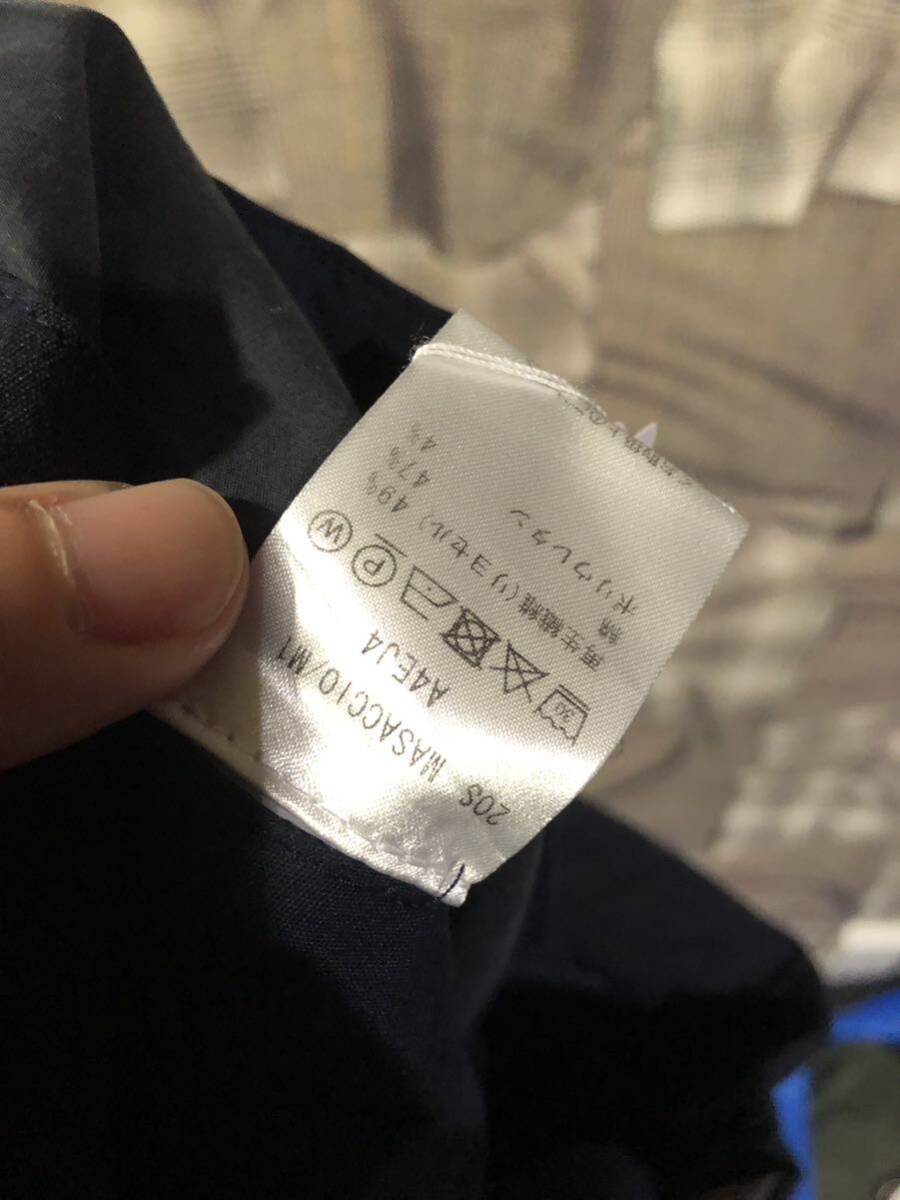 20S MASACCIO/M1
A4EJ4
30
P
W
再生繊維(リヨセル) 49%
綿 47%
ポリウレタン 4%